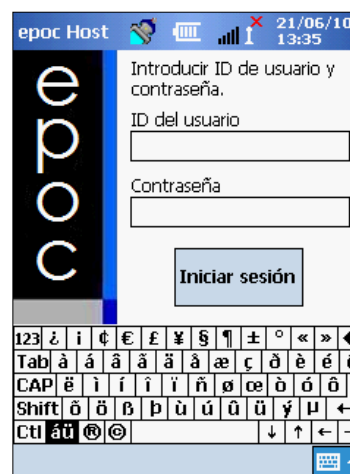 epoc Host
21/06/10
13:35
epoc
Introducir ID de usuario y
contraseña.
ID del usuario
Contraseña
Iniciar sesión
123 ¿ ¡ ¢ € £ ¥ § ¶ ± ° « »
Tab à á â ã ä å æ ç ð è é
CAP ë ì í î ï ñ ø œ ò ó ô
Shift õ ö ß þ ù ú û ü ý µ ←
Ctl áü ® © ↓ ↑ ← →